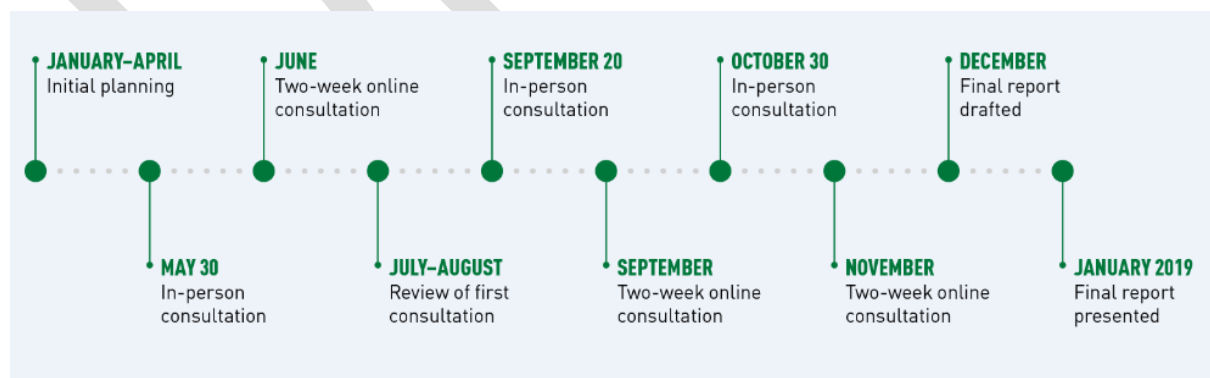 JANUARY–APRIL
Initial planning
MAY 30
In-person
consultation
JUNE
Two-week online
consultation
JULY–AUGUST
Review of first
consultation
SEPTEMBER 20
In-person
consultation
SEPTEMBER
Two-week online
consultation
OCTOBER 30
In-person
consultation
NOVEMBER
Two-week online
consultation
DECEMBER
Final report
drafted
JANUARY 2019
Final report
presented